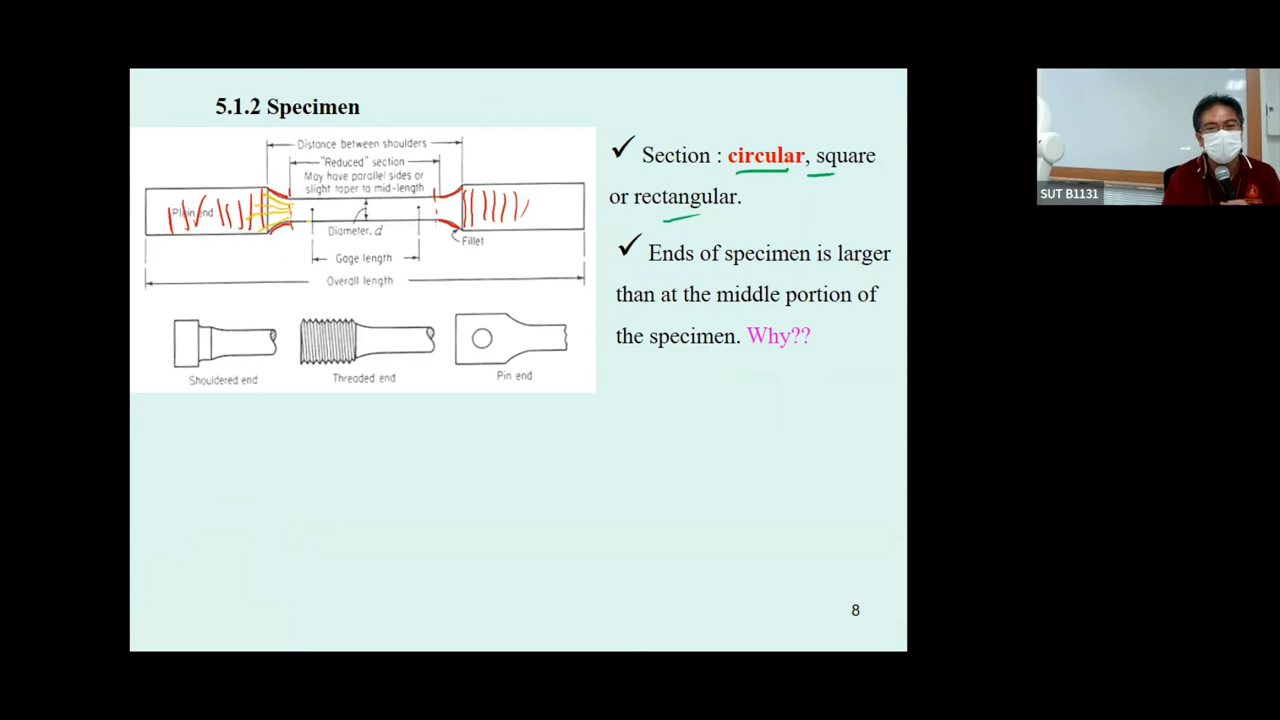 5.1.2 Specimen
Distance between shoulders
"Reduced" section
May have parallel sides or
slight taper to mid-length
Plain end
Diameter, d
Fillet
Gage length
Overall length
Shouldered end
Threaded end
Pin end
✓ Section : circular, square
or rectangular.
✓ Ends of specimen is larger
than at the middle portion of
the specimen. Why??
8
SUT B1131